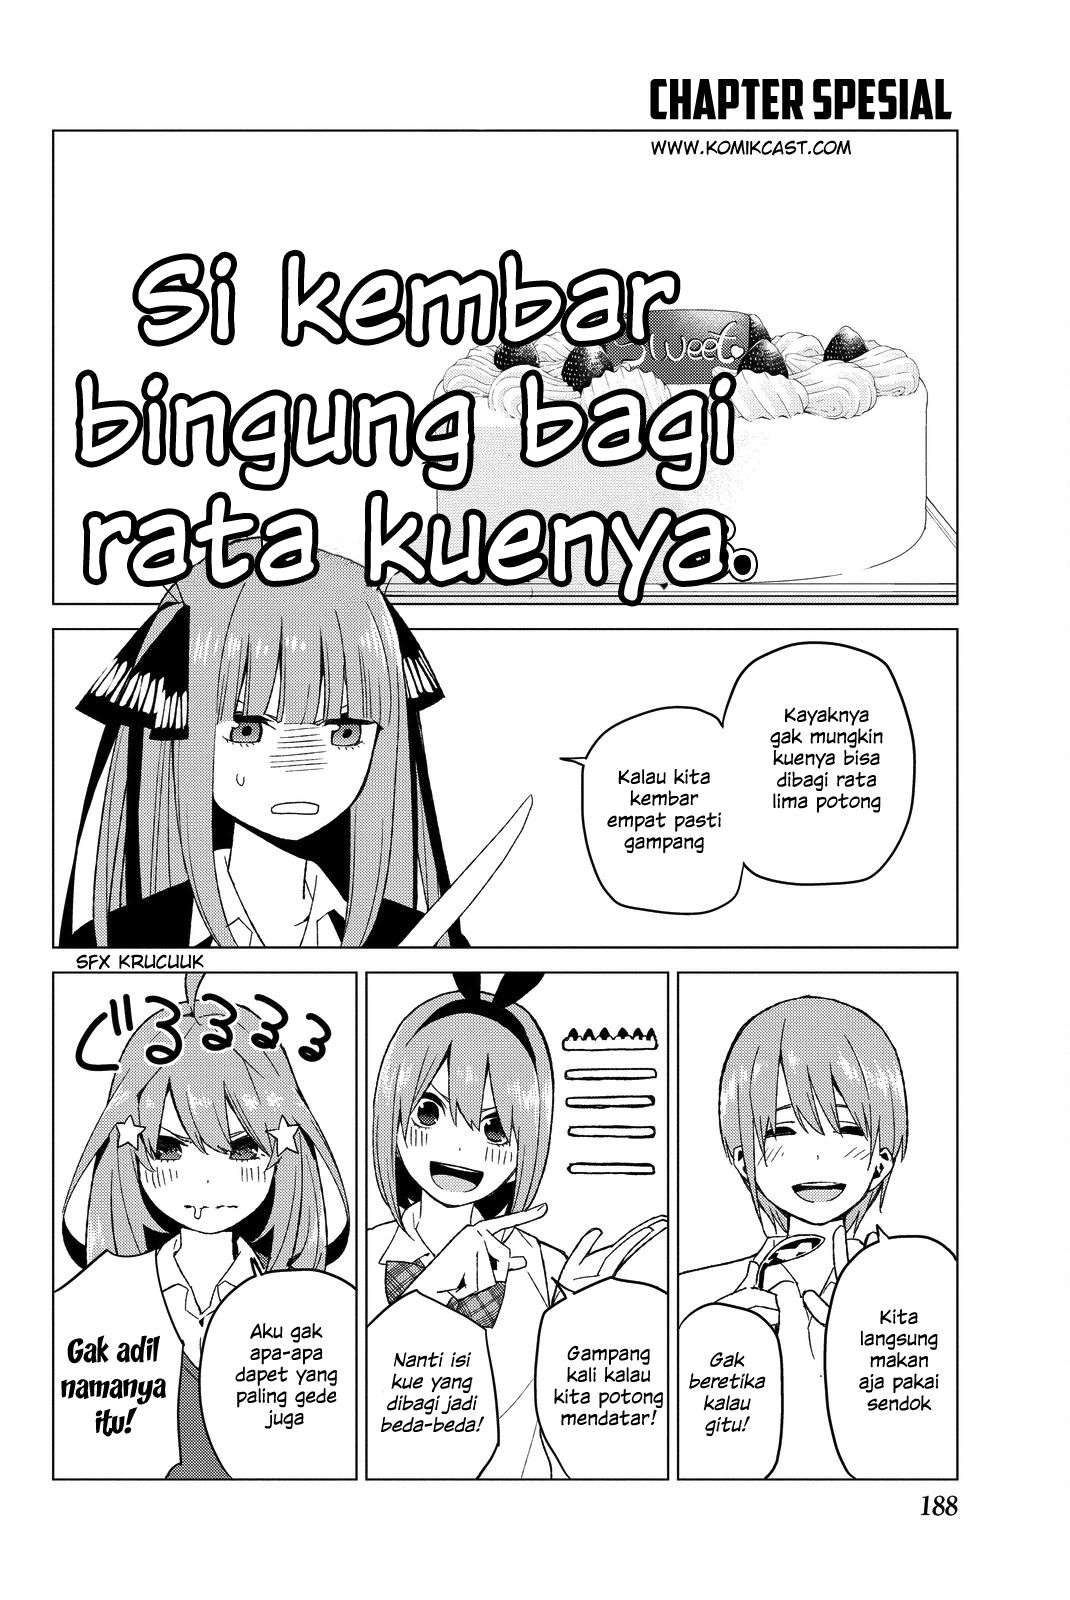 CHAPTER SPESIAL
WWW.KOMIKCAST.COM
Sweet
Si kembar
bingung bagi
rata kuenya.
Kayaknya
gak mungkin
kuenya bisa
dibagi rata
lima potong
Kalau kita
kembar
empat pasti
gampang
Kita
langsung
makan
aja pakai
sendok
Gak
beretika
kalau
gitu!
Gampang
kali kalau
kita potong
mendatar!
Nanti isi
kue yang
dibagi jadi
beda-beda!
SFX KRUCUUK
ぐるるるる
Aku gak
apa-apa
dapet yang
paling gede
juga
Gak adil
namanya
itu!
188